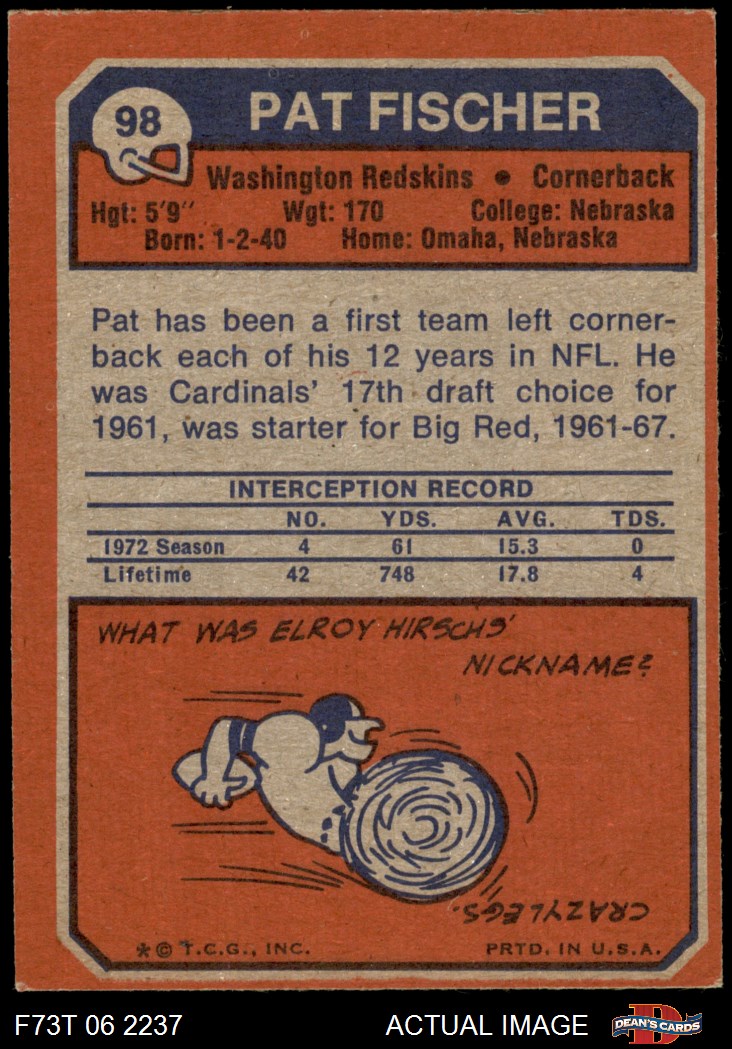 98
PAT FISCHER
Washington Redskins • Cornerback
Hgt: 5'9" Wgt: 170 College: Nebraska
Born: 1-2-40 Home: Omaha, Nebraska
Pat has been a first team left corner-
back each of his 12 years in NFL. He
was Cardinals' 17th draft choice for
1961, was starter for Big Red, 1961-67.
INTERCEPTION RECORD
NO. YDS. AVG. TDS.
1972 Season 4 61 15.3 0
Lifetime 42 748 17.8 4
WHAT WAS ELROY HIRSCHS'
NICKNAME?
CRAZYLEGS.
* © T.C.G., INC. PRTD. IN U.S.A.
F73T 06 2237 ACTUAL IMAGE D DEAN'S CARDS